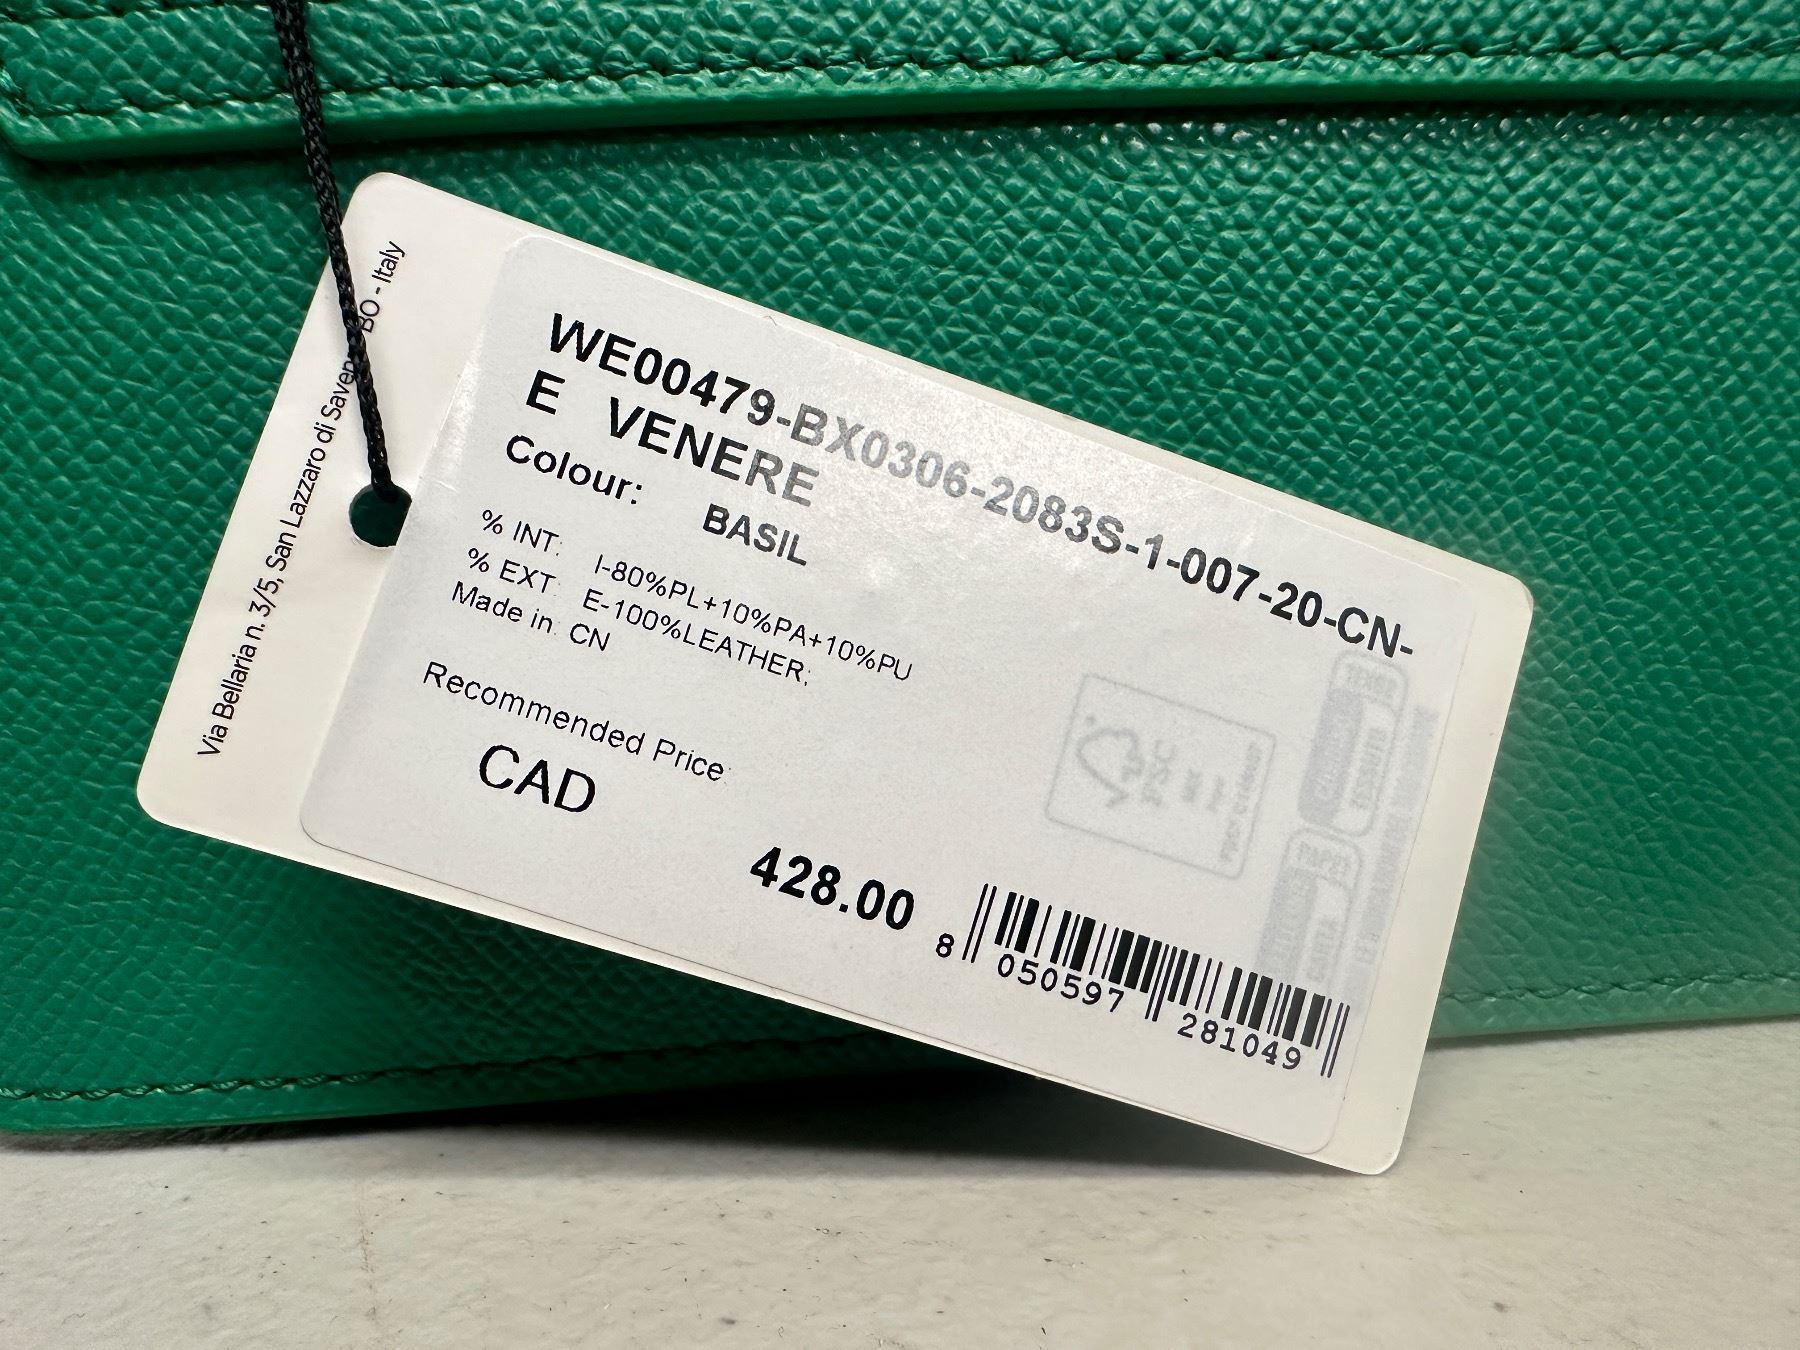 WE00479-BX0306-2083S-1-007-20-CN-
E VENERE
Colour: BASIL
% INT: I-80%PL+10%PA+10%PU
% EXT: E-100%LEATHER;
Made in: CN
Recommended Price:
CAD
428.00
8 050597 281049
Via Bellaria n. 3/5, San Lazzaro di BO - Italy